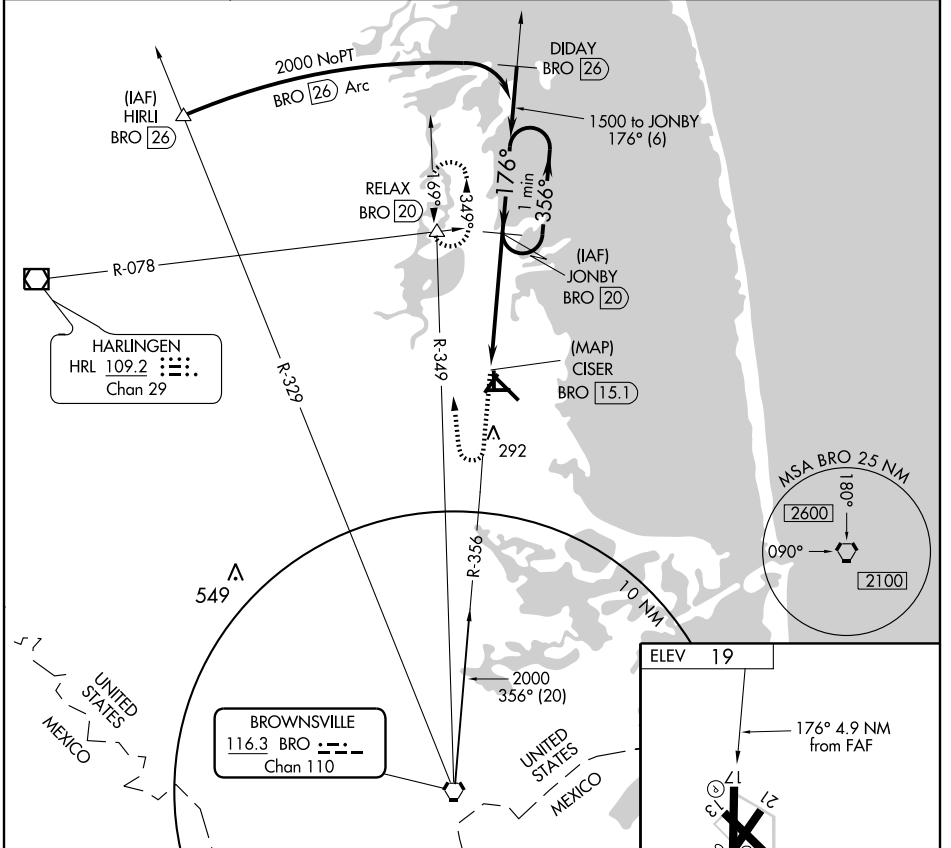 2000 NoPT
BRO 26 Arc
DIDAY
BRO 26
(IAF)
HIRLI
BRO 26
1500 to JONBY
176° (6)
176°
1 min
356°
RELAX
BRO 20
169°
349°
R-078
(IAF)
JONBY
BRO 20
HARLINGEN
HRL 109.2
Chan 29
R-329
R-349
(MAP)
CISER
BRO 15.1
292
MSA BRO 25 NM
180°
2600
090°
2100
R-356
549
10 NM
ELEV 19
2000
356° (20)
176° 4.9 NM
from FAF
UNITED
STATES
MEXICO
BROWNSVILLE
116.3 BRO
Chan 110
UNITED
STATES
MEXICO
17
P
13
21